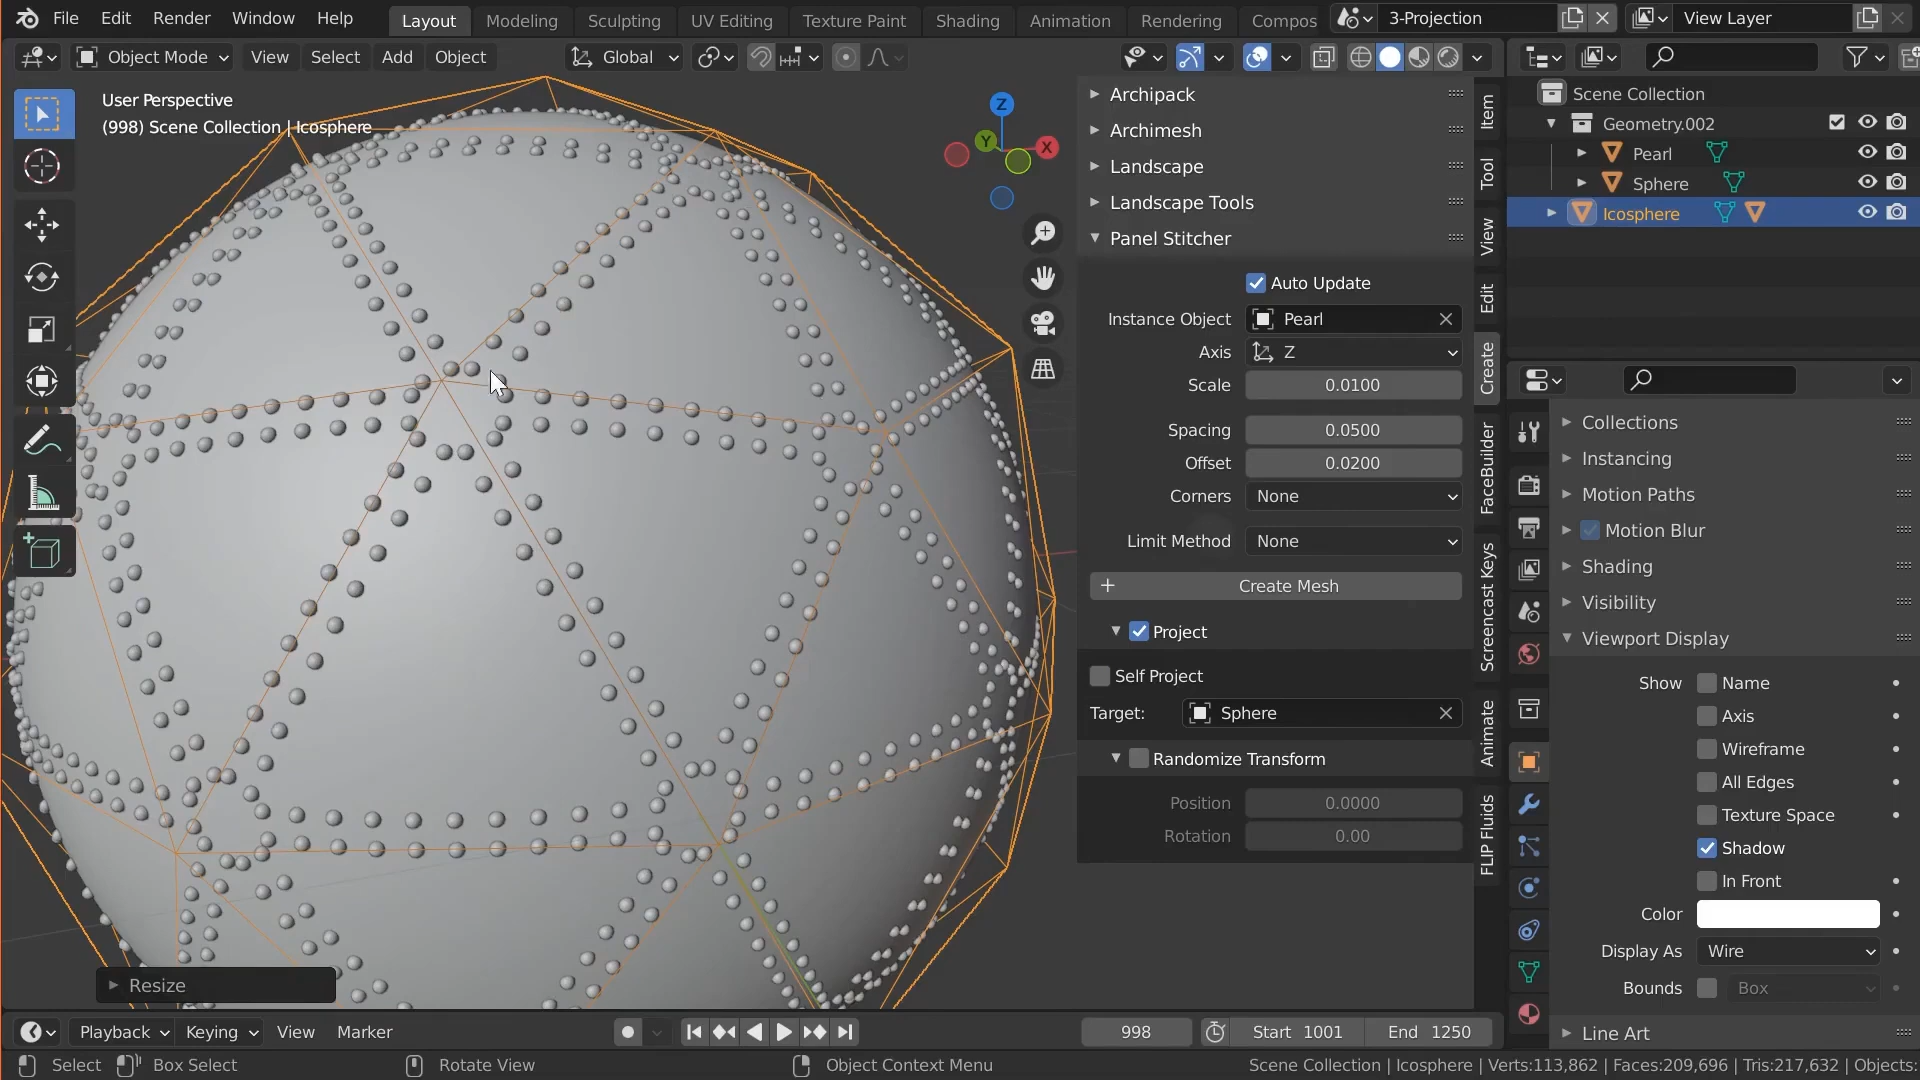 File Edit Render Window Help
Layout Modeling Sculpting UV Editing Texture Paint Shading Animation Rendering Compos
3-Projection
View Layer
Object Mode View Select Add Object
Global
User Perspective
(998) Scene Collection | Icosphere
Z
Y
X
Archipack
Archimesh
Landscape
Landscape Tools
Panel Stitcher
Auto Update
Instance Object Pearl
Axis Z
Scale 0.0100
Spacing 0.0500
Offset 0.0200
Corners None
Limit Method None
Create Mesh
Project
Self Project
Target: Sphere
Randomize Transform
Position 0.0000
Rotation 0.00
Item
Tool
View
Edit
Create
FaceBuilder
Screencast Keys
Animate
FLIP Fluids
Scene Collection
Geometry.002
Pearl
Sphere
Icosphere
Collections
Instancing
Motion Paths
Motion Blur
Shading
Visibility
Viewport Display
Show Name
Axis
Wireframe
All Edges
Texture Space
Shadow
In Front
Color
Display As Wire
Bounds Box
Line Art
Resize
Playback Keying View Marker
998
Start 1001
End 1250
Select Box Select Rotate View Object Context Menu
Scene Collection | Icosphere | Verts:113,862 | Faces:209,696 | Tris:217,632 | Objects: